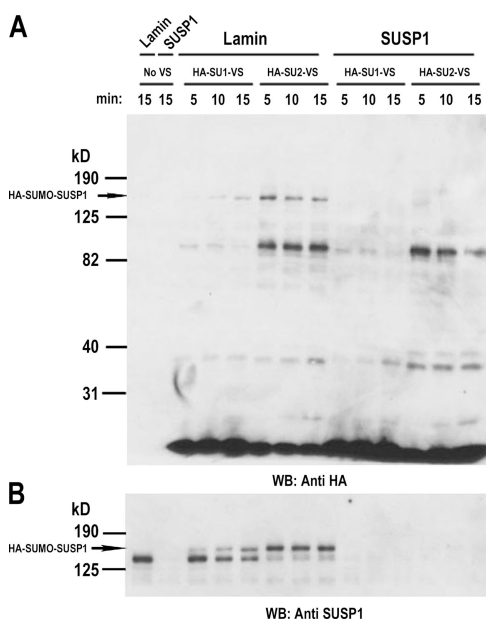 A
Lamin SUSP1 Lamin SUSP1
No VS HA-SU1-VS HA-SU2-VS HA-SU1-VS HA-SU2-VS
min: 15 15 5 10 15 5 10 15 5 10 15 5 10 15
kD
190
HA-SUMO-SUSP1
125
82
40
31
WB: Anti HA
B
kD
190
HA-SUMO-SUSP1
125
WB: Anti SUSP1